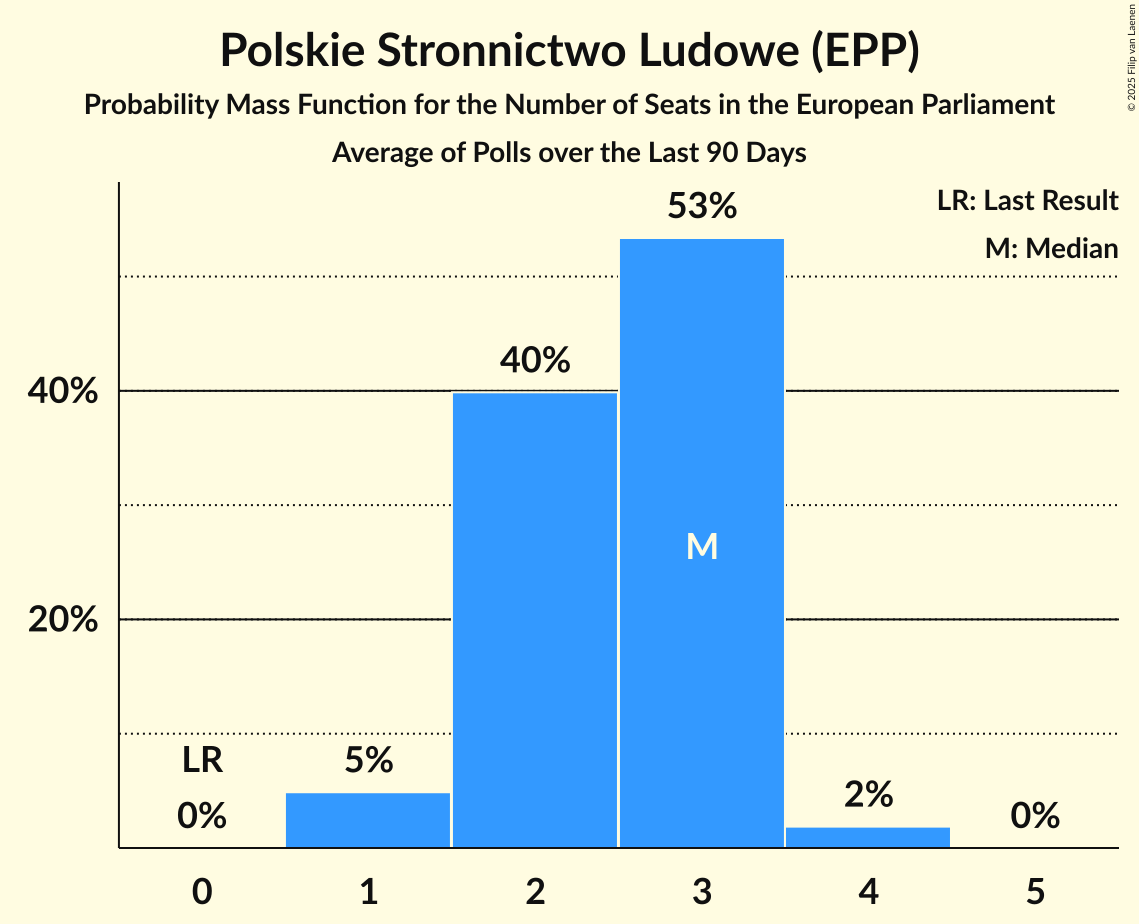 Polskie Stronnictwo Ludowe (EPP)
Probability Mass Function for the Number of Seats in the European Parliament
Average of Polls over the Last 90 Days
© 2025 Filip van Laenen
LR: Last Result
M: Median
53%
40%
40%
M
20%
LR
5%
0%
2%
0%
0 1 2 3 4 5